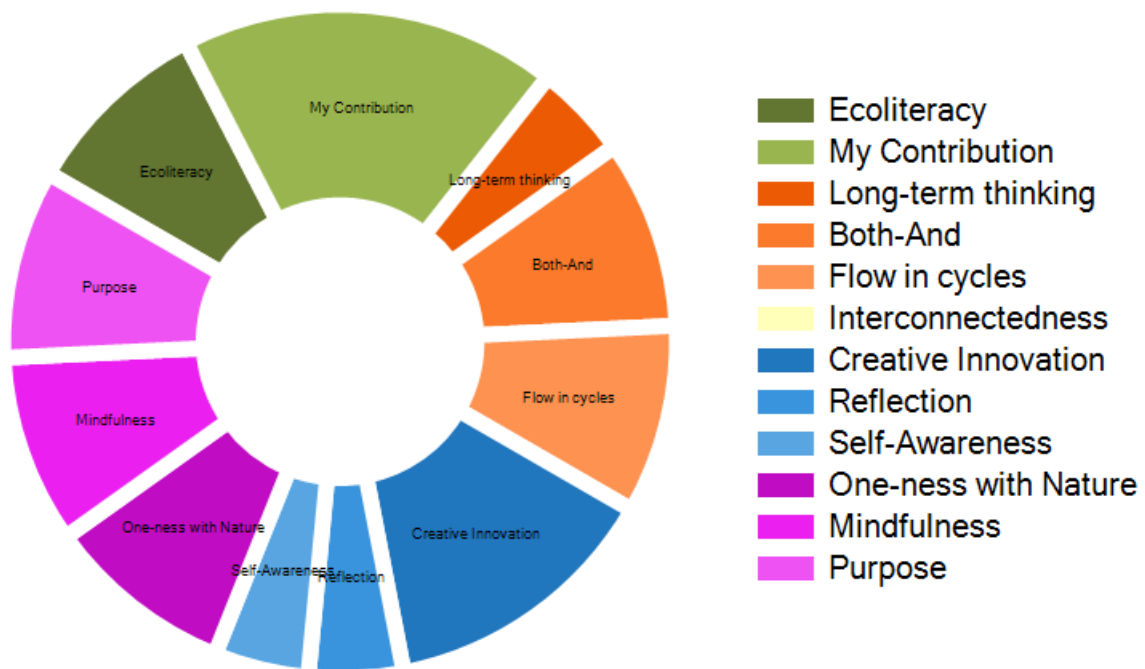 My Contribution
Ecoliteracy
Long-term thinking
Both-And
Purpose
Flow in cycles
Mindfulness
One-ness with Nature
Creative Innovation
Self-Awareness
Reflection
Ecoliteracy
My Contribution
Long-term thinking
Both-And
Flow in cycles
Interconnectedness
Creative Innovation
Reflection
Self-Awareness
One-ness with Nature
Mindfulness
Purpose